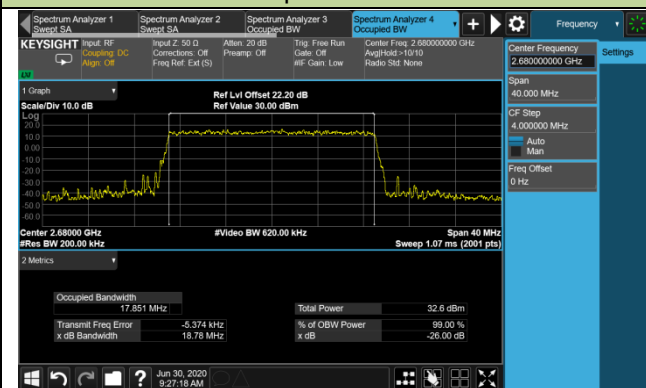 Spectrum Analyzer 1
Swept SA
Spectrum Analyzer 2
Swept SA
Spectrum Analyzer 3
Occupied BW
Spectrum Analyzer 4
Occupied BW
Frequency
KEYSIGHT
Input: RF
Coupling: DC
Align: Off
Input Z: 50 Ω
Corrections: Off
Freq Ref: Ext (S)
Atten: 20 dB
Preamp: Off
Trig: Free Run
Gate: Off
#IF Gain: Low
Center Freq: 2.680000000 GHz
Avg|Hold:>10/10
Radio Std: None
Center Frequency
2.680000000 GHz
Settings
Span
40.000 MHz
CF Step
4.000000 MHz
Auto
Man
Freq Offset
0 Hz
1 Graph
Scale/Div 10.0 dB
Ref Lvl Offset 22.20 dB
Ref Value 30.00 dBm
Log
20.0
10.0
0.00
-10.0
-20.0
-30.0
-40.0
-50.0
-60.0
Center 2.68000 GHz
#Res BW 200.00 kHz
#Video BW 620.00 kHz
Span 40 MHz
Sweep 1.07 ms (2001 pts)
2 Metrics
Occupied Bandwidth
17.851 MHz
Total Power 32.6 dBm
Transmit Freq Error -5.374 kHz
% of OBW Power 99.00 %
x dB Bandwidth 18.78 MHz
x dB -26.00 dB
?
Jun 30, 2020
9:27:18 AM